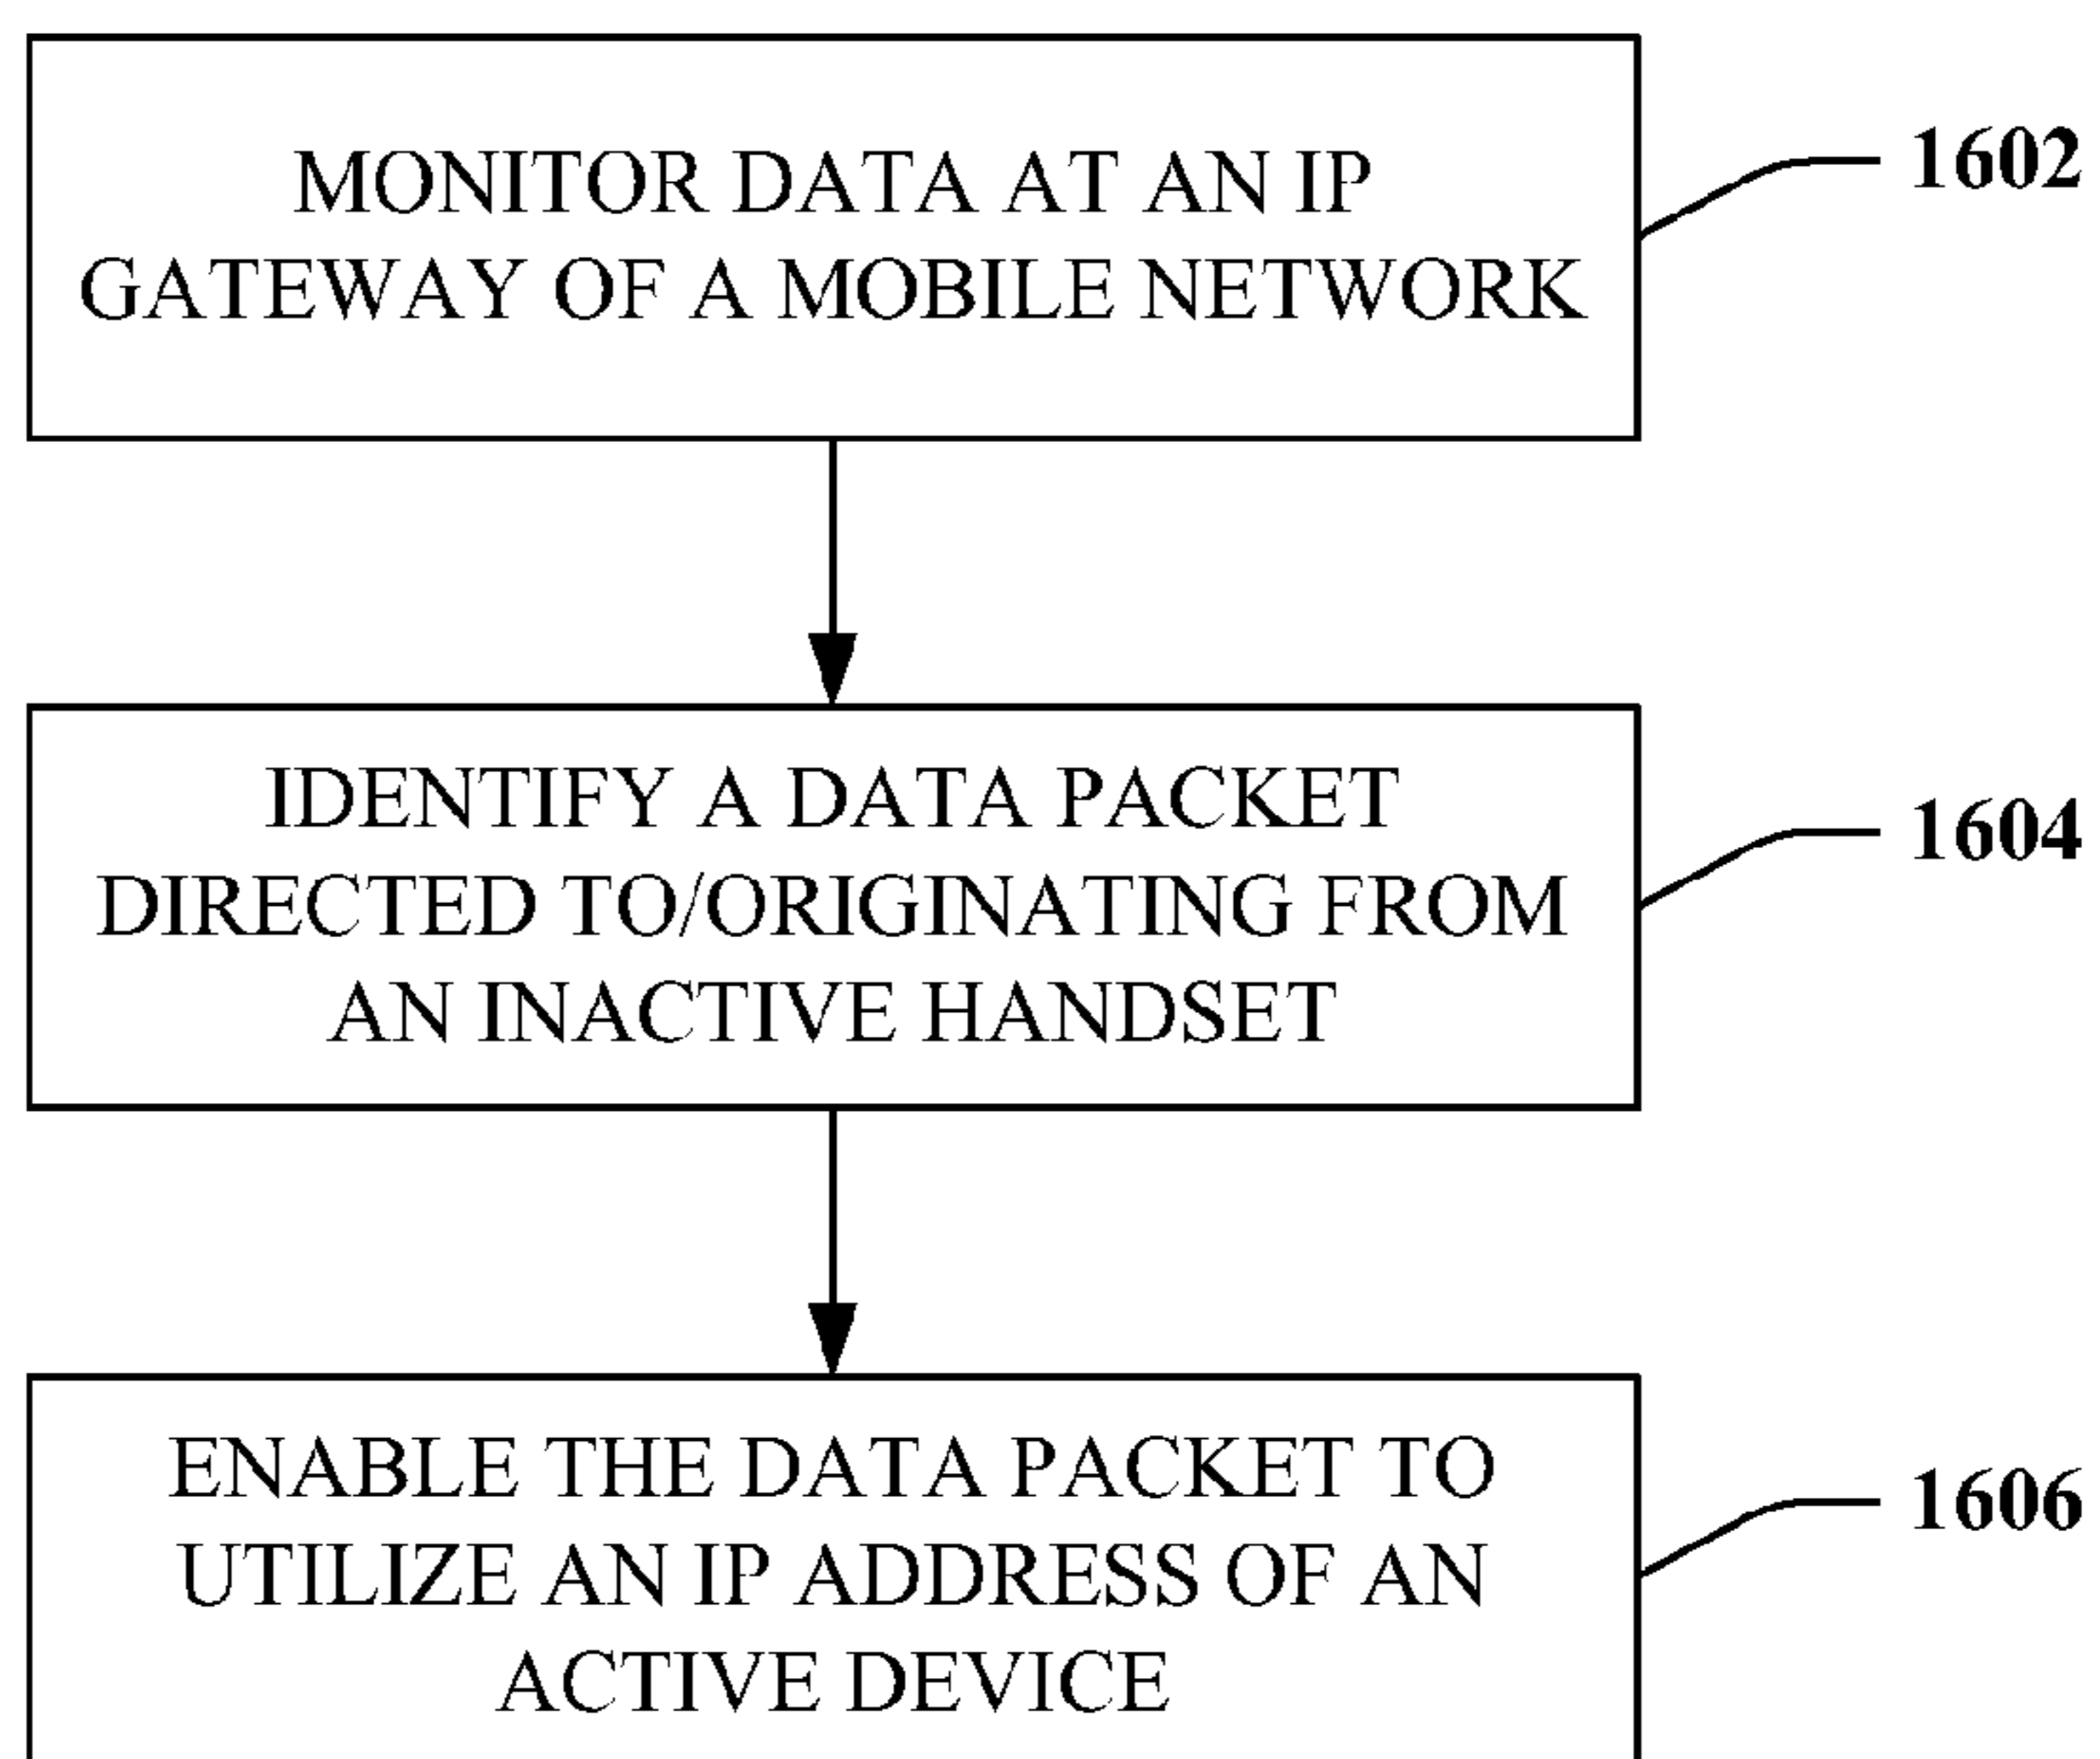 MONITOR DATA AT AN IP
GATEWAY OF A MOBILE NETWORK
1602
IDENTIFY A DATA PACKET
DIRECTED TO/ORIGINATING FROM
AN INACTIVE HANDSET
1604
ENABLE THE DATA PACKET TO
UTILIZE AN IP ADDRESS OF AN
ACTIVE DEVICE
1606